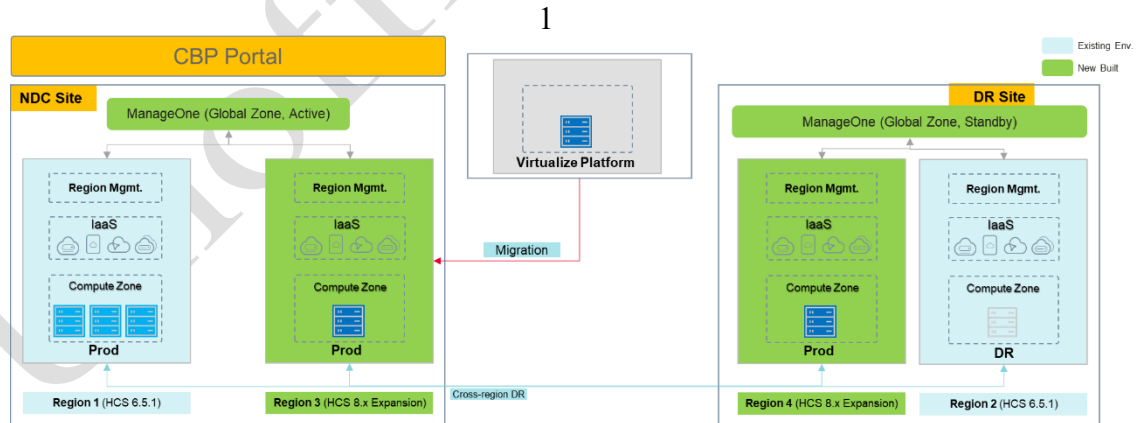 1
CBP Portal
Existing Env.
New Built
NDC Site
ManageOne (Global Zone, Active)
Region Mgmt.
IaaS
Compute Zone
Prod
Region 1 (HCS 6.5.1)
Region Mgmt.
IaaS
Compute Zone
Prod
Region 3 (HCS 8.x Expansion)
Virtualize Platform
Migration
Cross-region DR
DR Site
ManageOne (Global Zone, Standby)
Region Mgmt.
IaaS
Compute Zone
Prod
Region 4 (HCS 8.x Expansion)
Region Mgmt.
IaaS
Compute Zone
DR
Region 2 (HCS 6.5.1)